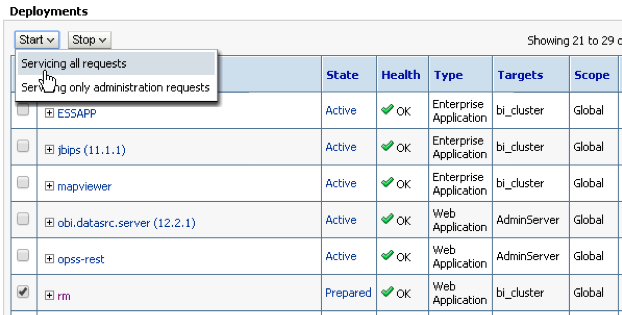 Deployments
Start Stop Showing 21 to 29 o
Servicing all requests
Servicing only administration requests
State Health Type Targets Scope
ESSAPP Active OK Enterprise Application bi_cluster Global
jbips (11.1.1) Active OK Enterprise Application bi_cluster Global
mapviewer Active OK Enterprise Application bi_cluster Global
obi.datasrc.server (12.2.1) Active OK Web Application AdminServer Global
opss-rest Active OK Web Application AdminServer Global
rm Prepared OK Web Application bi_cluster Global